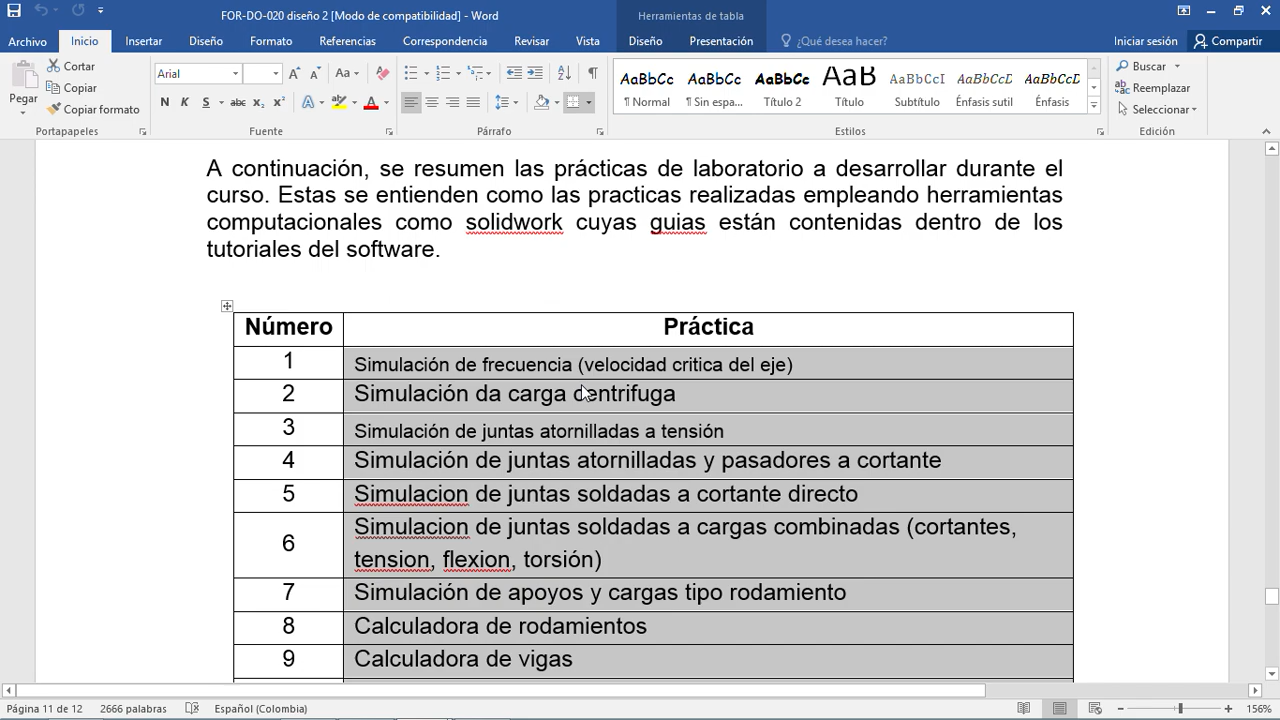 FOR-DO-020 diseño 2 [Modo de compatibilidad] - Word
Herramientas de tabla
Archivo Inicio Insertar Diseño Formato Referencias Correspondencia Revisar Vista Diseño Presentación ¿Qué desea hacer? Iniciar sesión Compartir
Pegar
Cortar
Copiar
Copiar formato
Portapapeles
Arial
N K S abc x₂ x²
Fuente
Párrafo
AaBbCc AaBbCc AaBbCc AaB AaBbCcI AaBbCcL AaBbCcL
¶ Normal ¶ Sin espa... Título 2 Título Subtítulo Énfasis sutil Énfasis
Estilos
Buscar
Reemplazar
Seleccionar
Edición
A continuación, se resumen las prácticas de laboratorio a desarrollar durante el
curso. Estas se entienden como las practicas realizadas empleando herramientas
computacionales como solidwork cuyas guias están contenidas dentro de los
tutoriales del software.
Número Práctica
1 Simulación de frecuencia (velocidad critica del eje)
2 Simulación da carga centrifuga
3 Simulación de juntas atornilladas a tensión
4 Simulación de juntas atornilladas y pasadores a cortante
5 Simulacion de juntas soldadas a cortante directo
6 Simulacion de juntas soldadas a cargas combinadas (cortantes,
tension, flexion, torsión)
7 Simulación de apoyos y cargas tipo rodamiento
8 Calculadora de rodamientos
9 Calculadora de vigas
Página 11 de 12 2666 palabras Español (Colombia) 156%